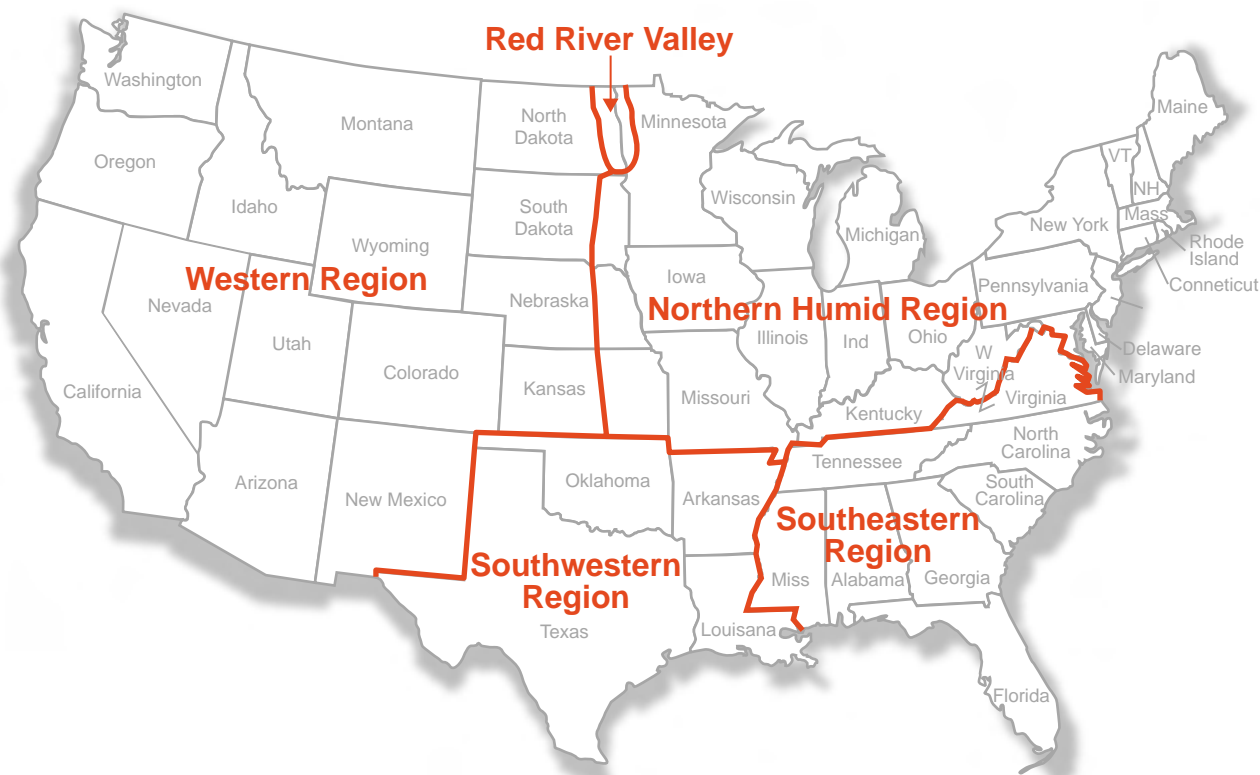 Red River Valley
Washington
Montana
North
Dakota
Minnesota
Maine
Oregon
VT
Idaho
South
Dakota
Wisconsin
NH
Mass
New York
Michigan
Wyoming
Rhode
Island
Western Region
Iowa
Conneticut
Pennsylvania
Nevada
Nebraska
Northern Humid Region
Utah
Illinois
Ind
Ohio
Delaware
W
Virginia
Colorado
Maryland
California
Kansas
Missouri
Virginia
Kentucky
North
Carolina
Tennessee
Arizona
New Mexico
Oklahoma
Arkansas
South
Carolina
Southeastern
Region
Southwestern
Region
Miss
Alabama
Georgia
Texas
Louisana
Florida